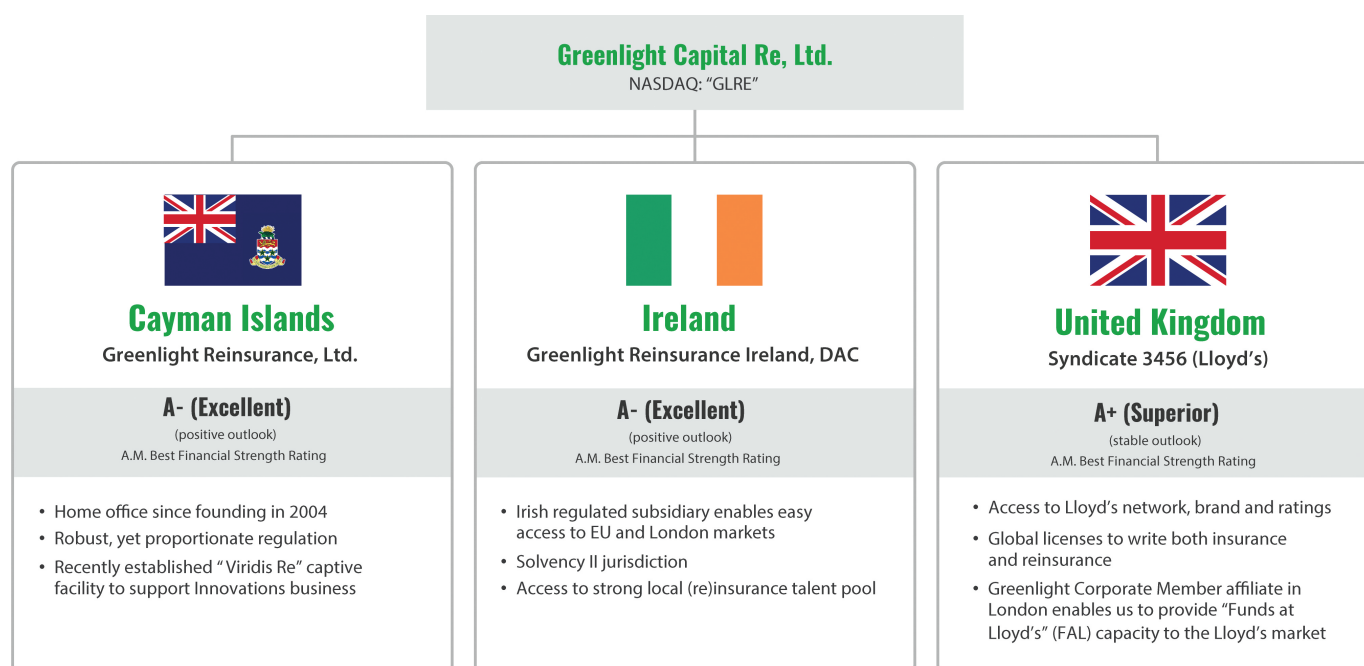 Greenlight Capital Re, Ltd.
NASDAQ: “GLRE”
Cayman Islands
Greenlight Reinsurance, Ltd.
A- (Excellent)
(positive outlook)
A.M. Best Financial Strength Rating
• Home office since founding in 2004
• Robust, yet proportionate regulation
• Recently established “ Viridis Re” captive
facility to support Innovations business
Ireland
Greenlight Reinsurance Ireland, DAC
A- (Excellent)
(positive outlook)
A.M. Best Financial Strength Rating
• Irish regulated subsidiary enables easy
access to EU and London markets
• Solvency II jurisdiction
• Access to strong local (re)insurance talent pool
United Kingdom
Syndicate 3456 (Lloyd’s)
A+ (Superior)
(stable outlook)
A.M. Best Financial Strength Rating
• Access to Lloyd’s network, brand and ratings
• Global licenses to write both insurance
and reinsurance
• Greenlight Corporate Member affiliate in
London enables us to provide “Funds at
Lloyd’s” (FAL) capacity to the Lloyd’s market